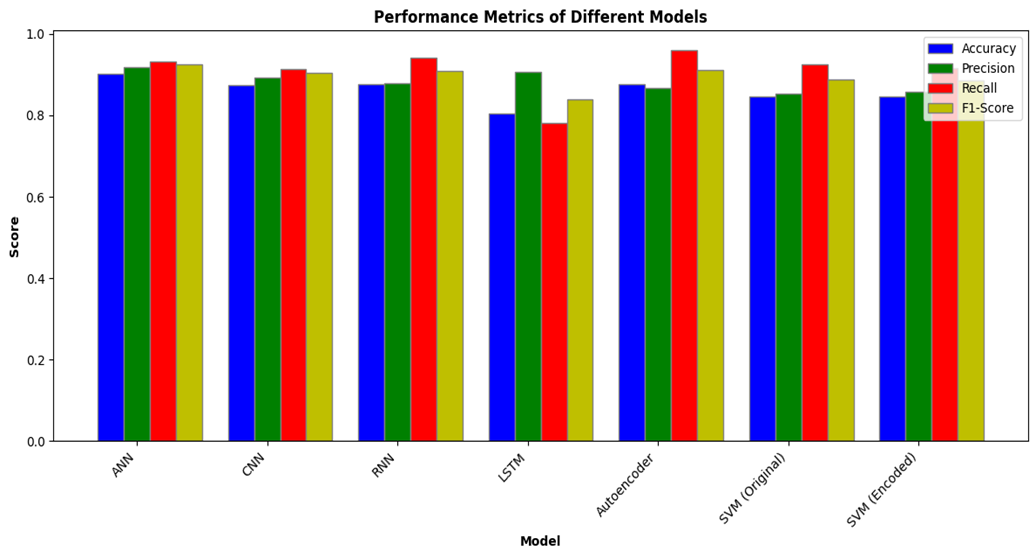 Performance Metrics of Different Models
1.0
0.8
0.6
0.4
0.2
0.0
Score
Accuracy
Precision
Recall
F1-Score
ANN
CNN
RNN
LSTM
Autoencoder
SVM (Original)
SVM (Encoded)
Model